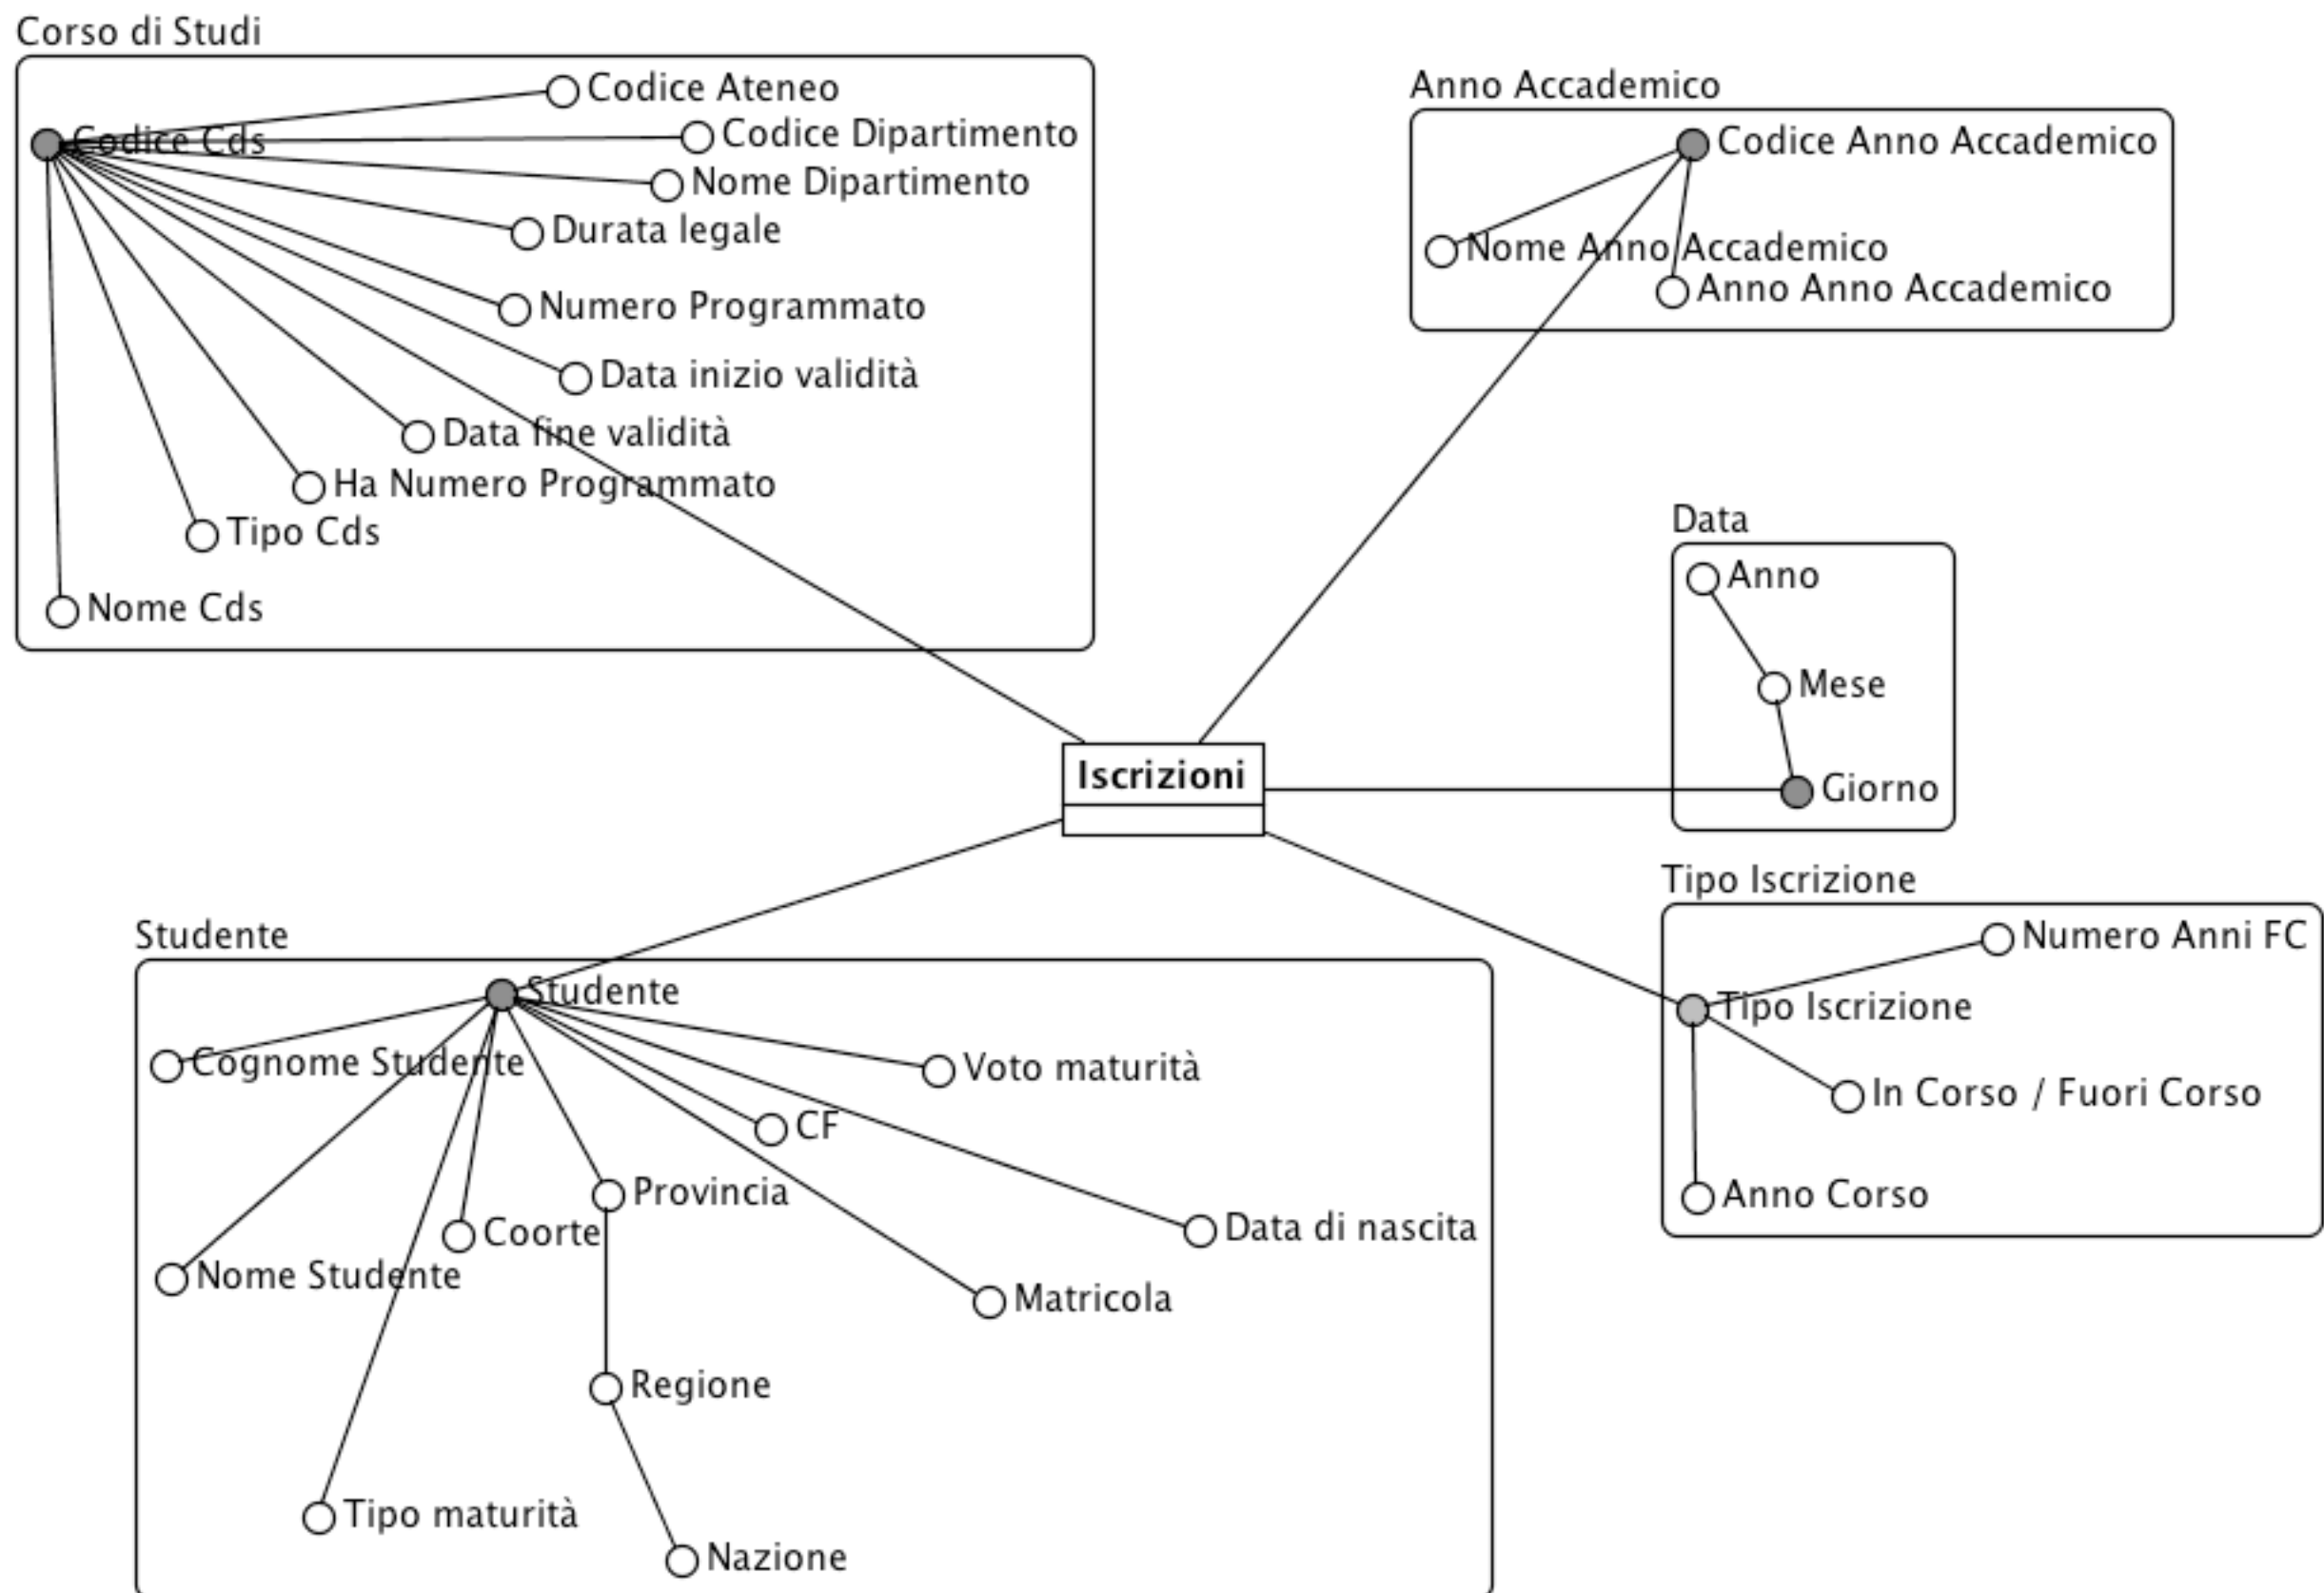 Corso di Studi
Codice Ateneo
Codice Cds
Codice Dipartimento
Nome Dipartimento
Durata legale
Numero Programmato
Data inizio validità
Data fine validità
Ha Numero Programmato
Tipo Cds
Nome Cds
Anno Accademico
Codice Anno Accademico
Nome Anno Accademico
Anno Anno Accademico
Data
Anno
Mese
Giorno
Iscrizioni
Tipo Iscrizione
Numero Anni FC
Tipo Iscrizione
In Corso / Fuori Corso
Anno Corso
Studente
Studente
Cognome Studente
Voto maturità
CF
Provincia
Coorte
Data di nascita
Nome Studente
Matricola
Regione
Tipo maturità
Nazione